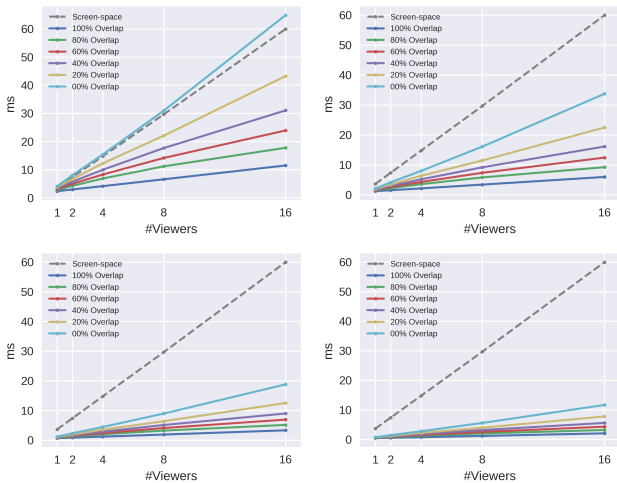 60
50
40
30
20
10
0
ms
Screen-space
100% Overlap
80% Overlap
60% Overlap
40% Overlap
20% Overlap
00% Overlap
1 2 4 8 16
#Viewers
60
50
40
30
20
10
0
ms
Screen-space
100% Overlap
80% Overlap
60% Overlap
40% Overlap
20% Overlap
00% Overlap
1 2 4 8 16
#Viewers
60
50
40
30
20
10
0
ms
Screen-space
100% Overlap
80% Overlap
60% Overlap
40% Overlap
20% Overlap
00% Overlap
1 2 4 8 16
#Viewers
60
50
40
30
20
10
0
ms
Screen-space
100% Overlap
80% Overlap
60% Overlap
40% Overlap
20% Overlap
00% Overlap
1 2 4 8 16
#Viewers